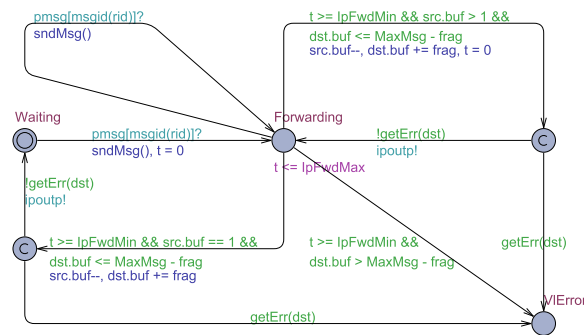 pmsg[msgid(rid)]?
sndMsg()
t >= IpFwdMin && src.buf > 1 &&
dst.buf <= MaxMsg - frag
src.buf--, dst.buf += frag, t = 0
Waiting
pmsg[msgid(rid)]?
sndMsg(), t = 0
Forwarding
t <= IpFwdMax
!getErr(dst)
ipoutp!
C
!getErr(dst)
ipoutp!
C
t >= IpFwdMin && src.buf == 1 &&
dst.buf <= MaxMsg - frag
src.buf--, dst.buf += frag
t >= IpFwdMin &&
dst.buf > MaxMsg - frag
getErr(dst)
getErr(dst)
VIError